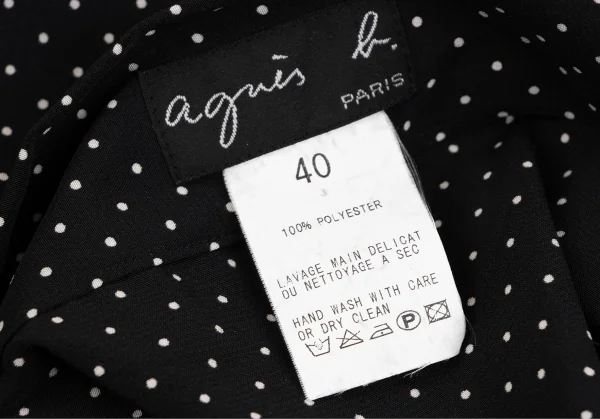 agnès b.
PARIS
40
100% POLYESTER
LAVAGE MAIN DELICAT
OU NETTOYAGE A SEC
HAND WASH WITH CARE
OR DRY CLEAN
P